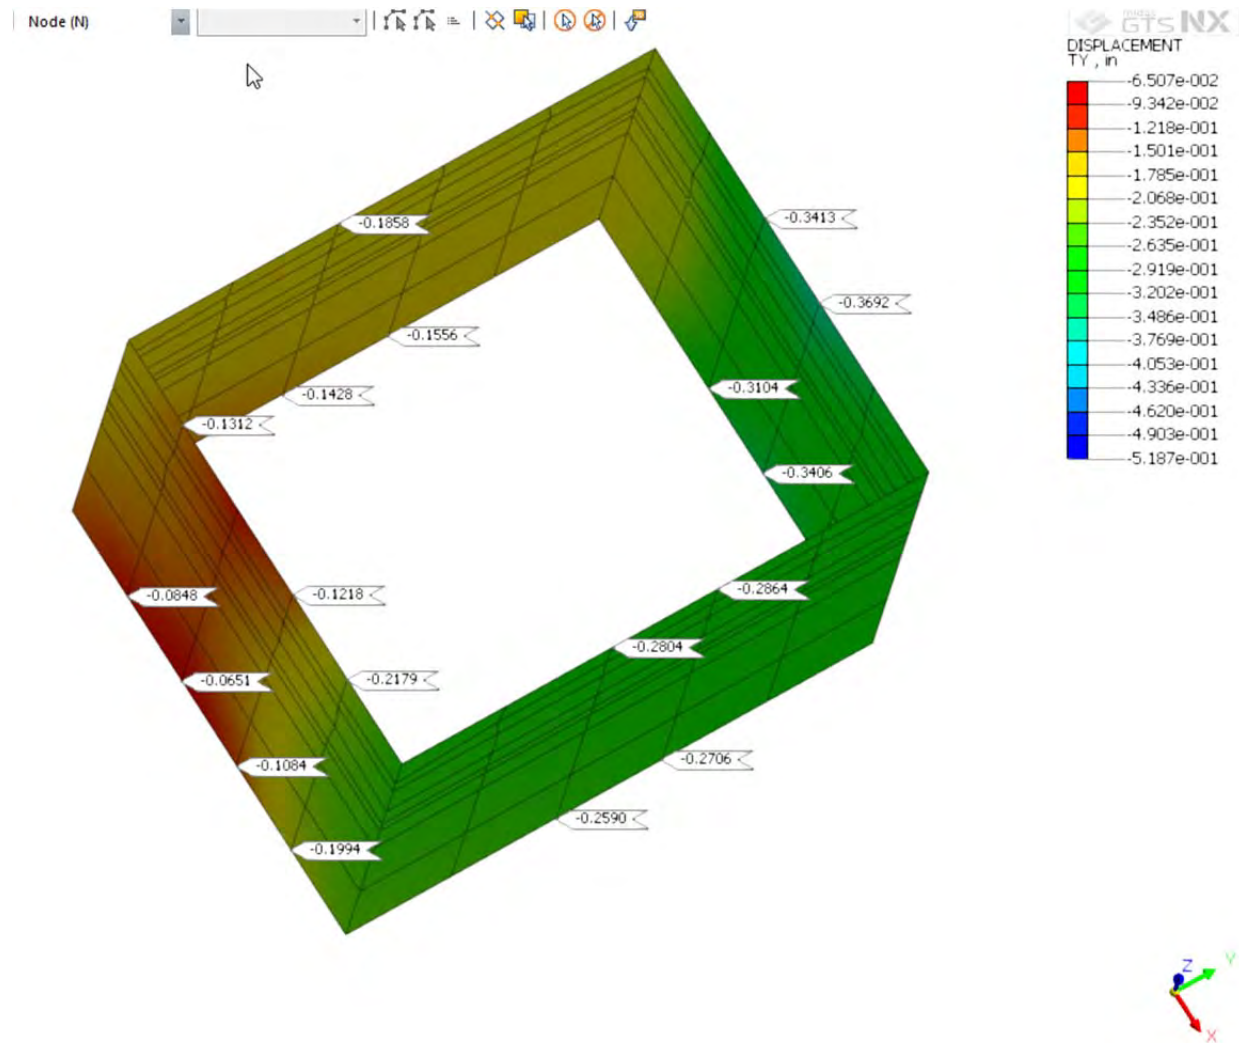 Node (N)
midas
GTS NX
DISPLACEMENT
TY , in
-6.507e-002
-9.342e-002
-1.218e-001
-1.501e-001
-1.785e-001
-2.068e-001
-2.352e-001
-2.635e-001
-2.919e-001
-3.202e-001
-3.486e-001
-3.769e-001
-4.053e-001
-4.336e-001
-4.620e-001
-4.903e-001
-5.187e-001
-0.1858
-0.3413
-0.3692
-0.1556
-0.3104
-0.1428
-0.1312
-0.3406
-0.2864
-0.0848
-0.1218
-0.2804
-0.0651
-0.2179
-0.2706
-0.1084
-0.2590
-0.1994
Z
Y
X